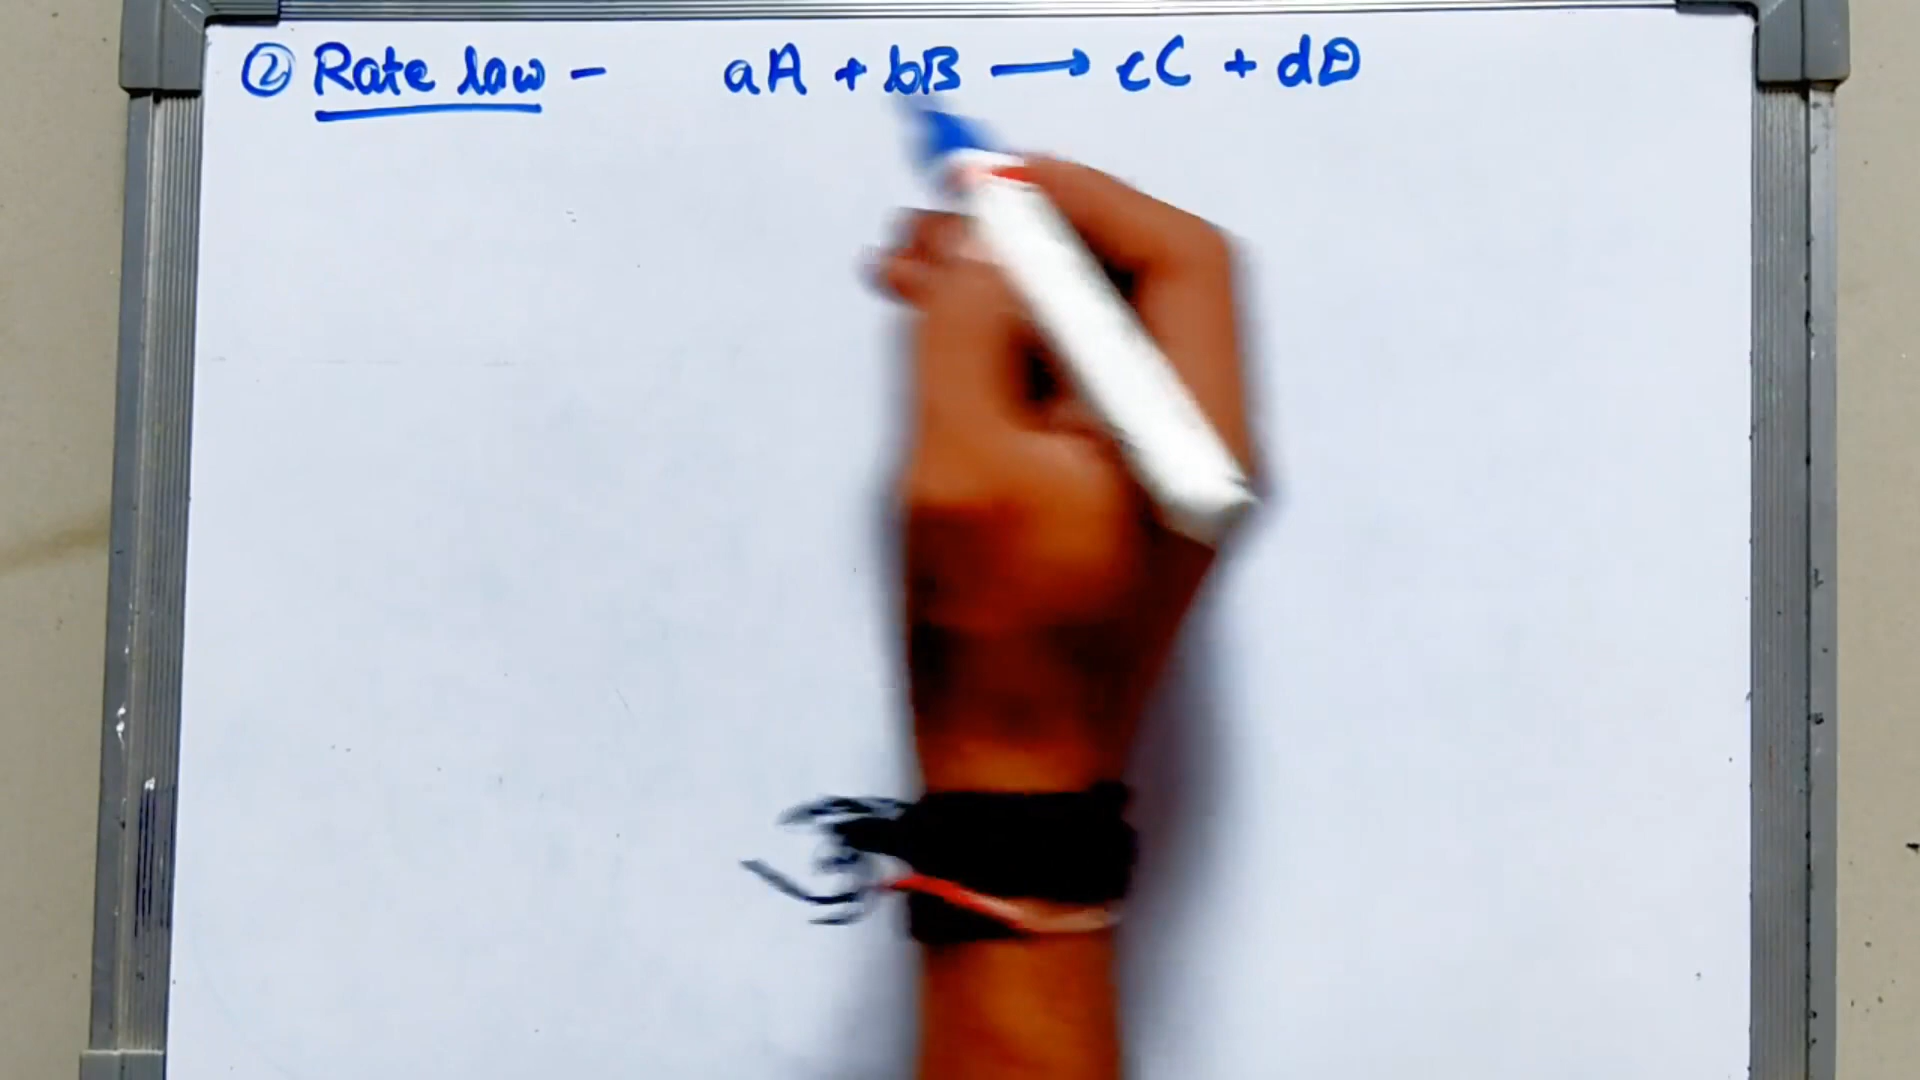 ② Rate law - aA + bB ⟶ cC + dD